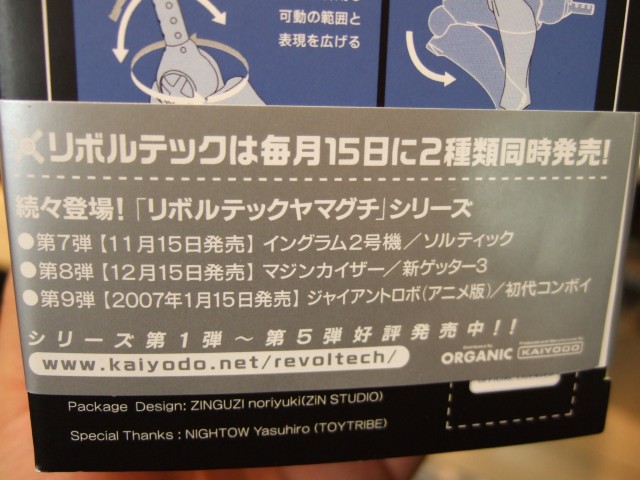 可動の範囲と
表現を広げる
リボルテックは毎月15日に2種類同時発売!
続々登場!「リボルテックヤマグチ」シリーズ
●第7弾【11月15日発売】イングラム2号機/ソルティック
●第8弾【12月15日発売】マジンカイザー/新ゲッター3
●第9弾【2007年1月15日発売】ジャイアントロボ(アニメ版)/初代コンボイ
シリーズ第1弾～第5弾好評発売中!!
www.kaiyodo.net/revoltech/
ORGANIC
KAIYODO
Package Design: ZINGUZI noriyuki(ZiN STUDIO)
Special Thanks : NIGHTOW Yasuhiro (TOYTRIBE)